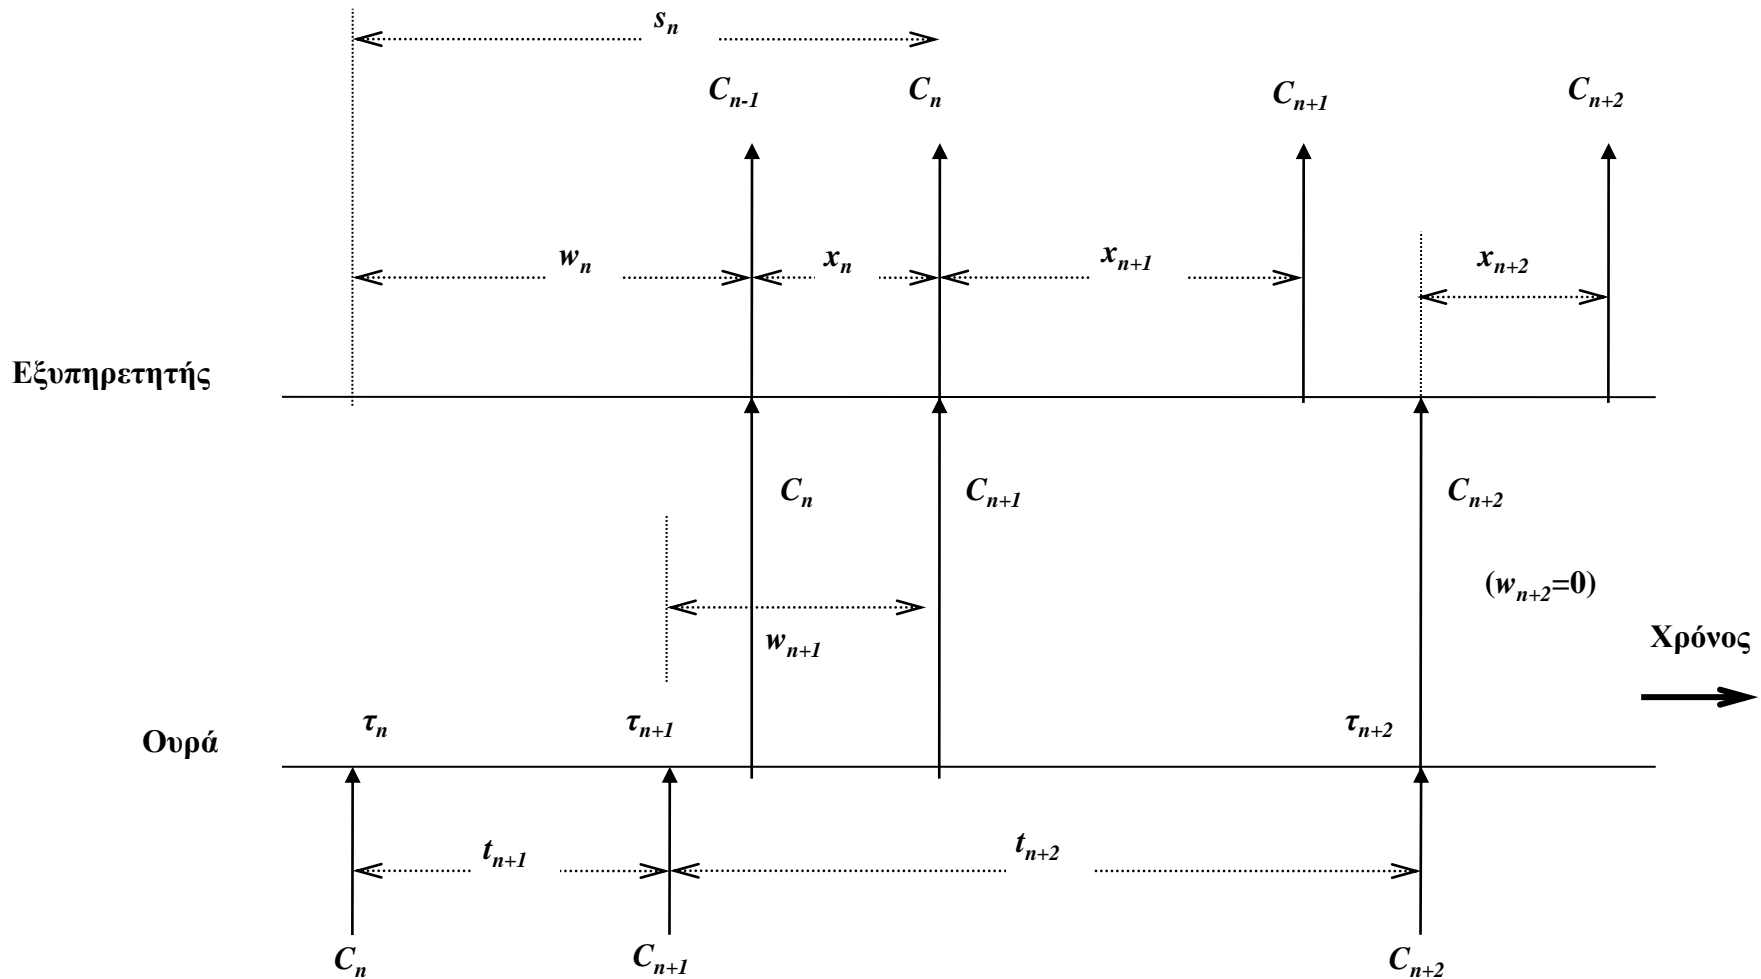 s_n
C_{n-1} C_n C_{n+1} C_{n+2}
w_n x_n x_{n+1} x_{n+2}
Εξυπηρετητής
C_n C_{n+1} C_{n+2}
(w_{n+2}=0)
w_{n+1} Χρόνος
τ_n τ_{n+1} τ_{n+2}
Ουρά
t_{n+1} t_{n+2}
C_n C_{n+1} C_{n+2}